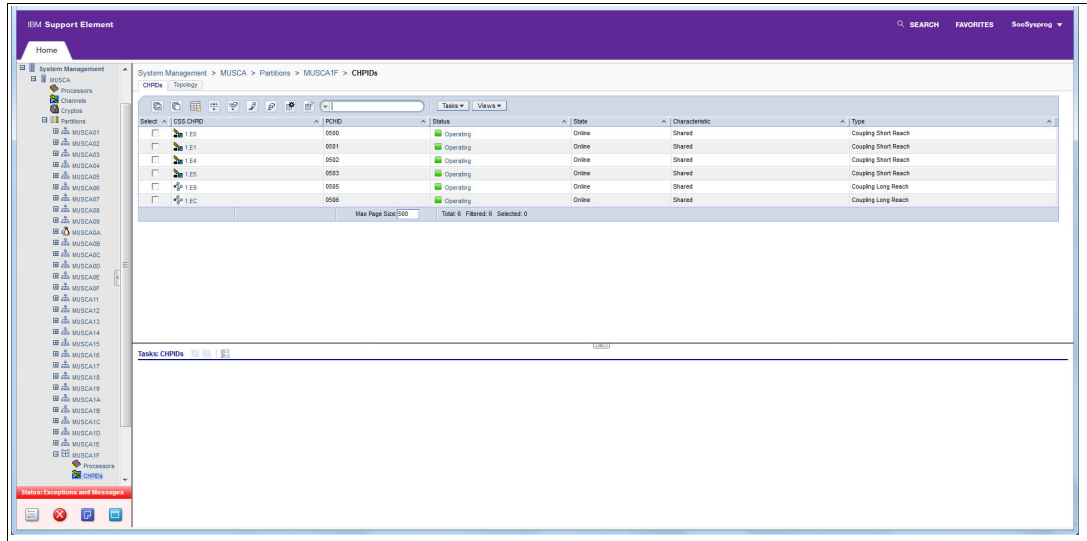 IBM Support Element
SEARCH FAVORITES SooSysprog
Home
System Management
MUSCA
Processors
Channels
Cryptos
Partitions
MUSCA01
MUSCA02
MUSCA03
MUSCA04
MUSCA05
MUSCA06
MUSCA07
MUSCA08
MUSCA09
MUSCA0A
MUSCA0B
MUSCA0C
MUSCA0D
MUSCA0E
MUSCA0F
MUSCA11
MUSCA12
MUSCA13
MUSCA14
MUSCA15
MUSCA16
MUSCA17
MUSCA18
MUSCA19
MUSCA1A
MUSCA1B
MUSCA1C
MUSCA1D
MUSCA1E
MUSCA1F
Processors
CHPIDs
Status: Exceptions and Messages
System Management > MUSCA > Partitions > MUSCA1F > CHPIDs
CHPIDs Topology
Tasks Views
Select CSS.CHPID PCHID Status State Characteristic Type
1.E0 0500 Operating Online Shared Coupling Short Reach
1.E1 0501 Operating Online Shared Coupling Short Reach
1.E4 0502 Operating Online Shared Coupling Short Reach
1.E5 0503 Operating Online Shared Coupling Short Reach
1.E9 0505 Operating Online Shared Coupling Long Reach
1.EC 0506 Operating Online Shared Coupling Long Reach
Max Page Size: 500 Total: 6 Filtered: 6 Selected: 0
Tasks: CHPIDs